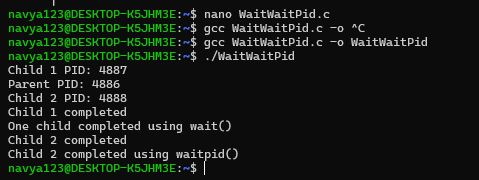 navya123@DESKTOP-K5JHM3E:~$ nano WaitWaitPid.c
navya123@DESKTOP-K5JHM3E:~$ gcc WaitWaitPid.c -o ^C
navya123@DESKTOP-K5JHM3E:~$ gcc WaitWaitPid.c -o WaitWaitPid
navya123@DESKTOP-K5JHM3E:~$ ./WaitWaitPid
Child 1 PID: 4887
Parent PID: 4886
Child 2 PID: 4888
Child 1 completed
One child completed using wait()
Child 2 completed
Child 2 completed using waitpid()
navya123@DESKTOP-K5JHM3E:~$